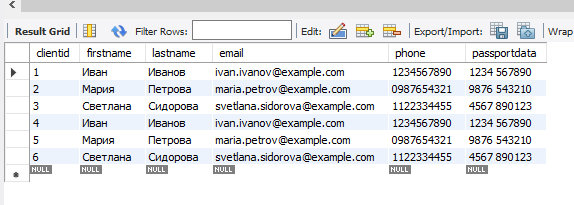 Result Grid Filter Rows: Edit: Export/Import: Wrap
clientid firstname lastname email phone passportdata
1 Иван Иванов ivan.ivanov@example.com 1234567890 1234 567890
2 Мария Петрова maria.petrov@example.com 0987654321 9876 543210
3 Светлана Сидорова svetlana.sidorova@example.com 1122334455 4567 890123
4 Иван Иванов ivan.ivanov@example.com 1234567890 1234 567890
5 Мария Петрова maria.petrov@example.com 0987654321 9876 543210
6 Светлана Сидорова svetlana.sidorova@example.com 1122334455 4567 890123
NULL NULL NULL NULL NULL NULL